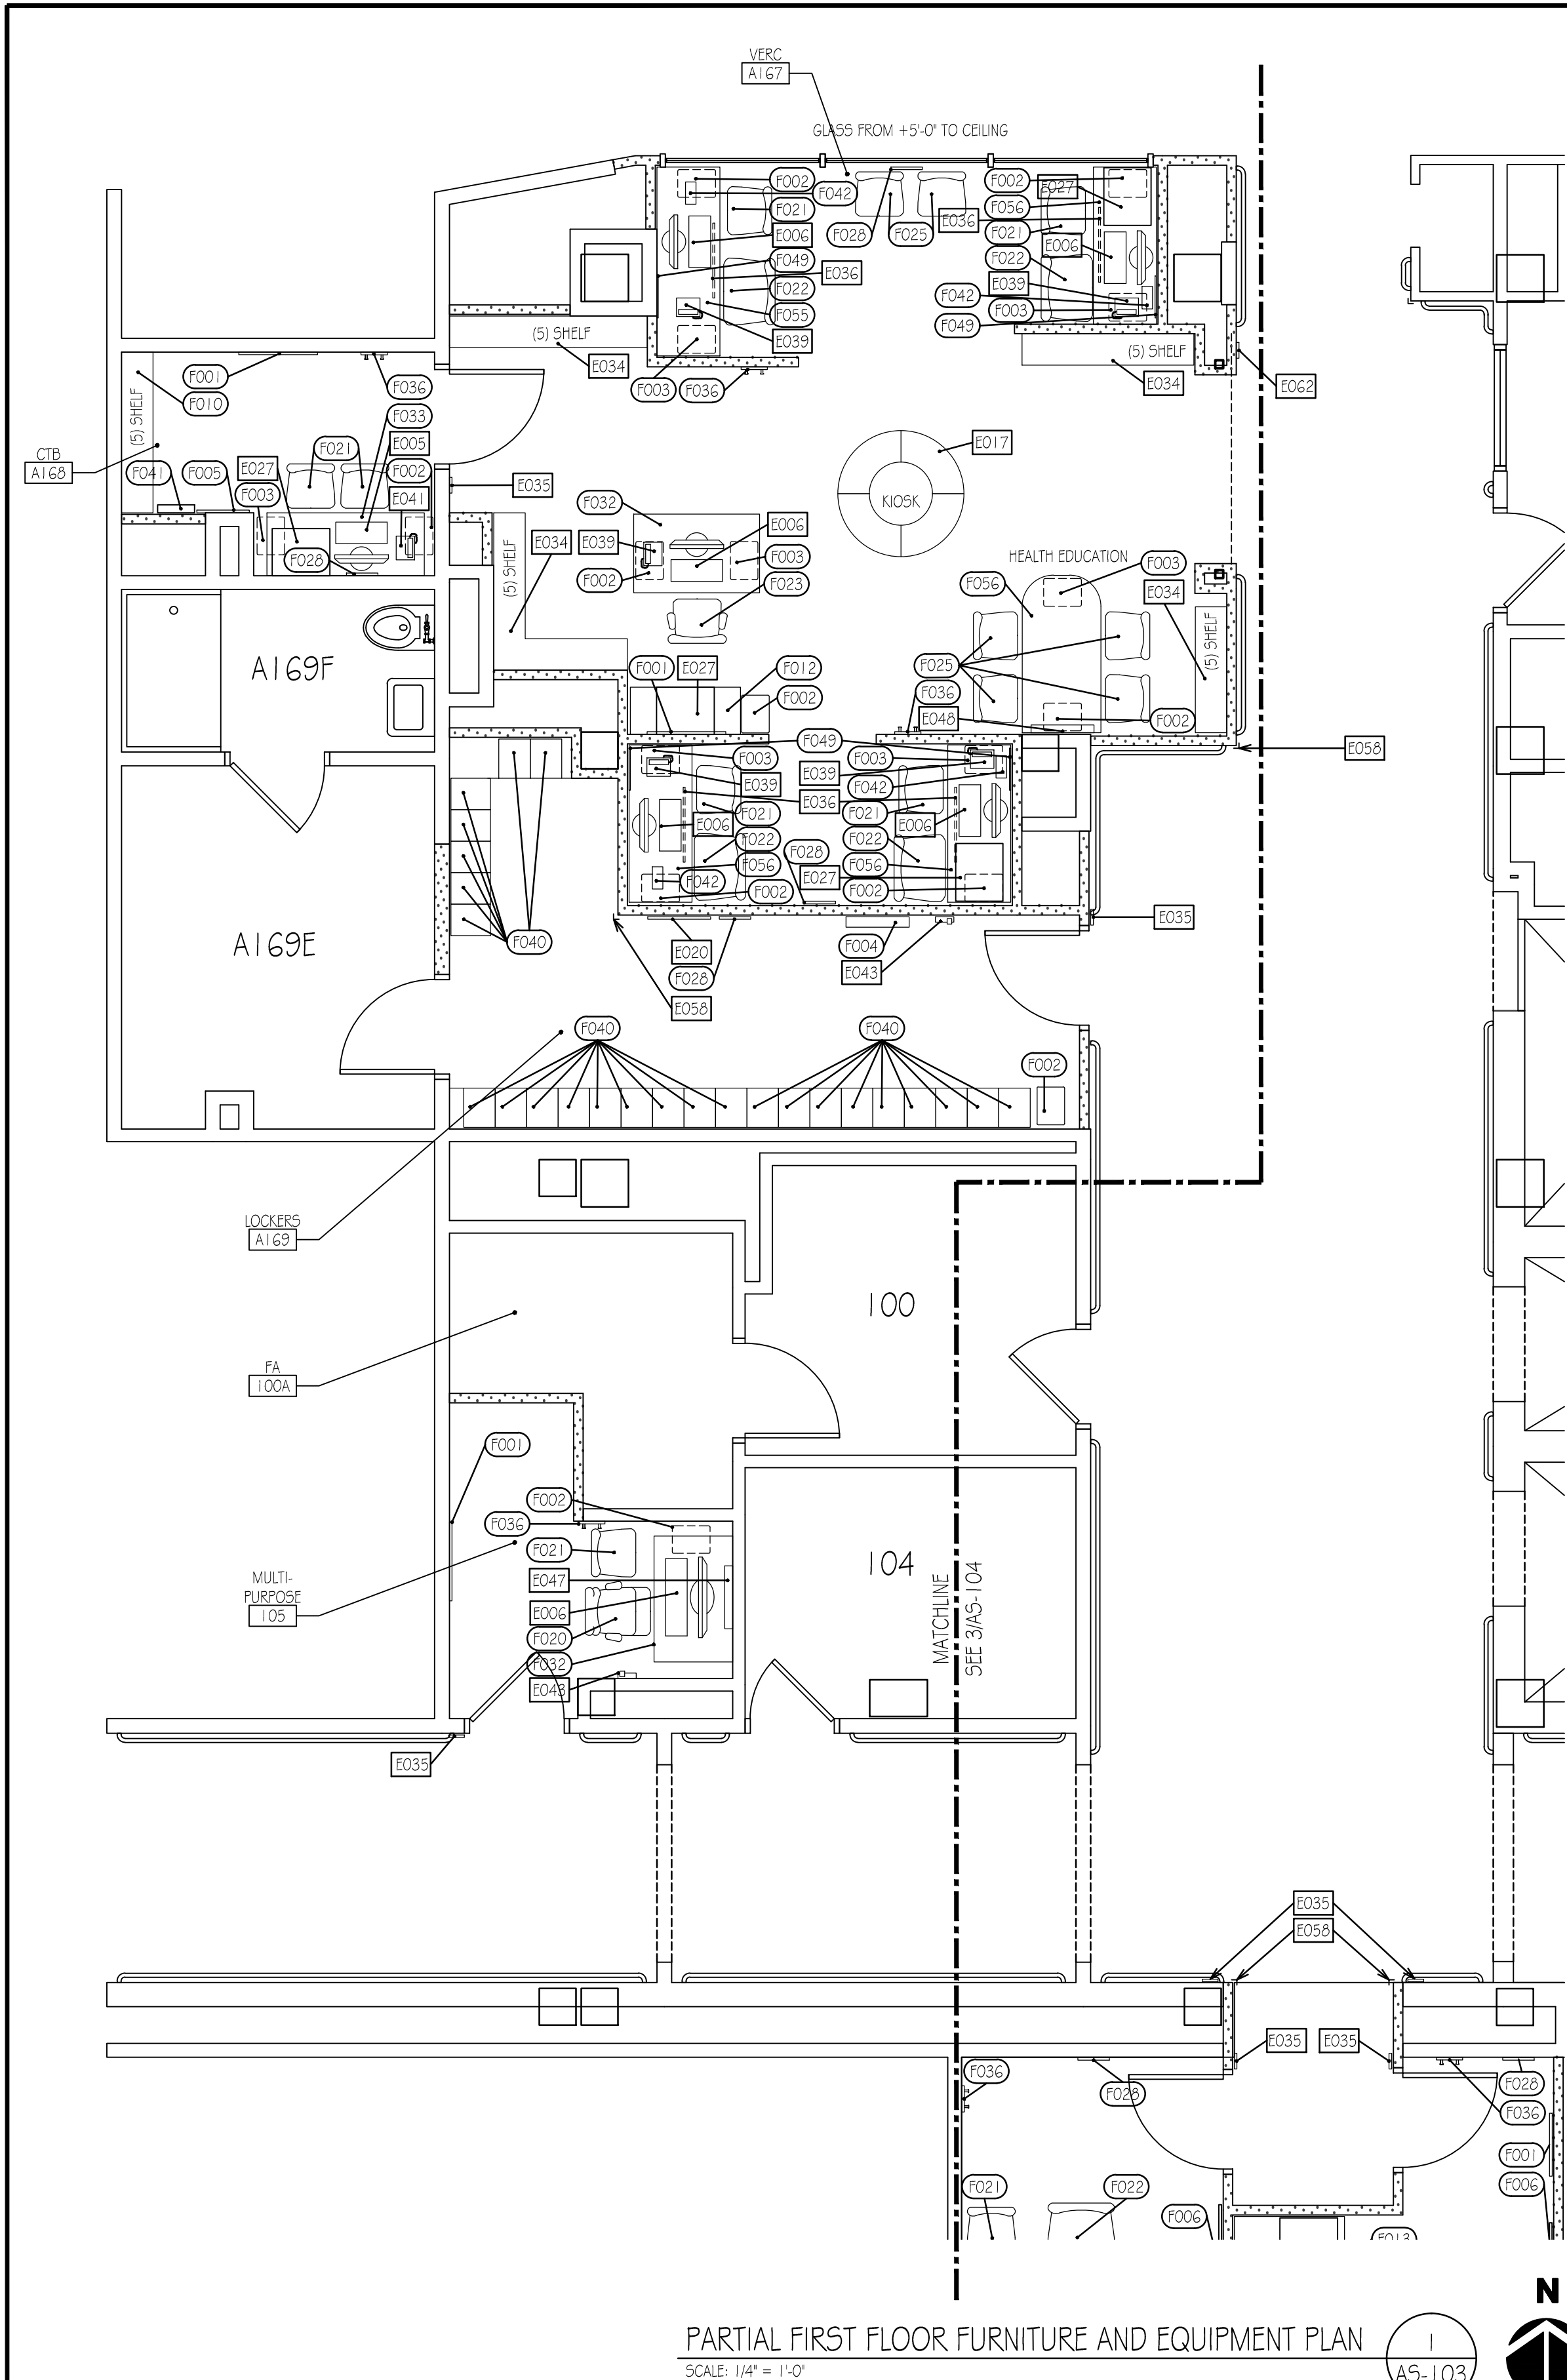 VERC
A167
GLASS FROM +5'-0" TO CEILING
F002
F042
F021
E006
F049
E036
F022
F055
E039
F028
F025
F002
E027
F056
E036
F021
E006
F022
E039
F042
F003
F049
(5) SHELF
E034
F003
F036
(5) SHELF
E034
E062
F001
F010
F036
F033
E005
F002
E041
(5) SHELF
CTB
A168
F041
F005
E027
F003
F021
F028
E035
E017
KIOSK
F032
E006
E039
F003
F002
F023
E034
(5) SHELF
HEALTH EDUCATION
F003
F056
E034
(5) SHELF
F025
F036
E048
F002
A169F
F001
E027
F012
F002
E058
F049
F003
F003
E039
E039
F042
E036
F021
F021
E006
E006
F022
F022
F028
F056
F056
F042
E027
F002
F002
A169E
F040
E020
F028
E058
F004
E043
E035
F040
F040
F002
LOCKERS
A169
100
FA
100A
F001
F002
F036
F021
E047
E006
F020
F032
E043
MULTI-
PURPOSE
105
104
MATCHLINE
SEE 3/AS-104
E035
E035
E058
E035
E035
F036
F028
F028
F036
F001
F006
F021
F022
F006
F013
N
PARTIAL FIRST FLOOR FURNITURE AND EQUIPMENT PLAN
SCALE: 1/4" = 1'-0"
1
AS-103